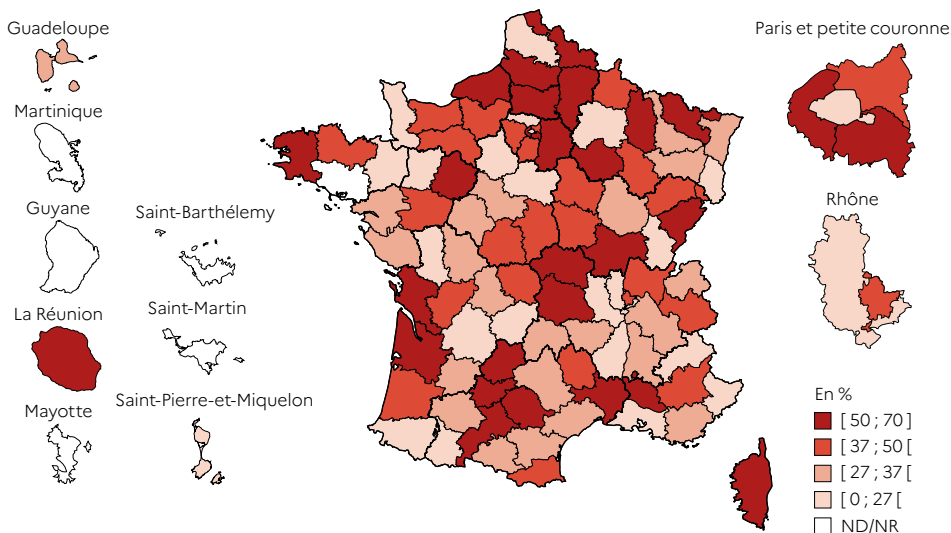 Guadeloupe
Martinique
Guyane
Saint-Barthélemy
La Réunion
Saint-Martin
Mayotte
Saint-Pierre-et-Miquelon
Paris et petite couronne
Rhône
En %
[ 50 ; 70 ]
[ 37 ; 50 [
[ 27 ; 37 [
[ 0 ; 27 [
ND/NR